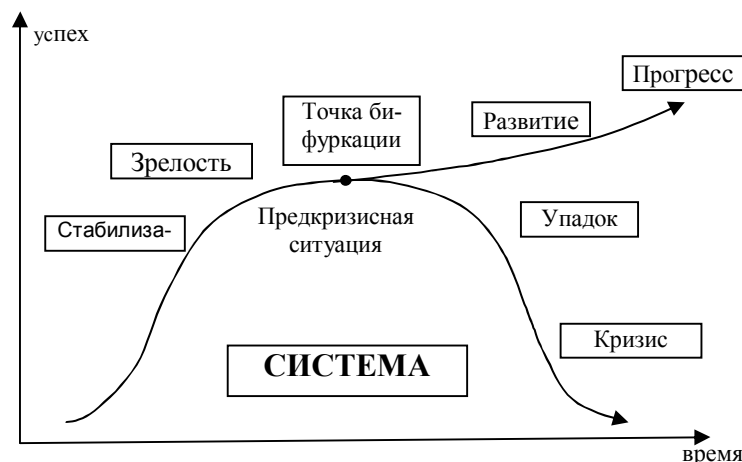 успех
Прогресс
Точка би-
фуркации
Развитие
Зрелость
Стабилиза-
Предкризисная
ситуация
Упадок
Кризис
СИСТЕМА
время